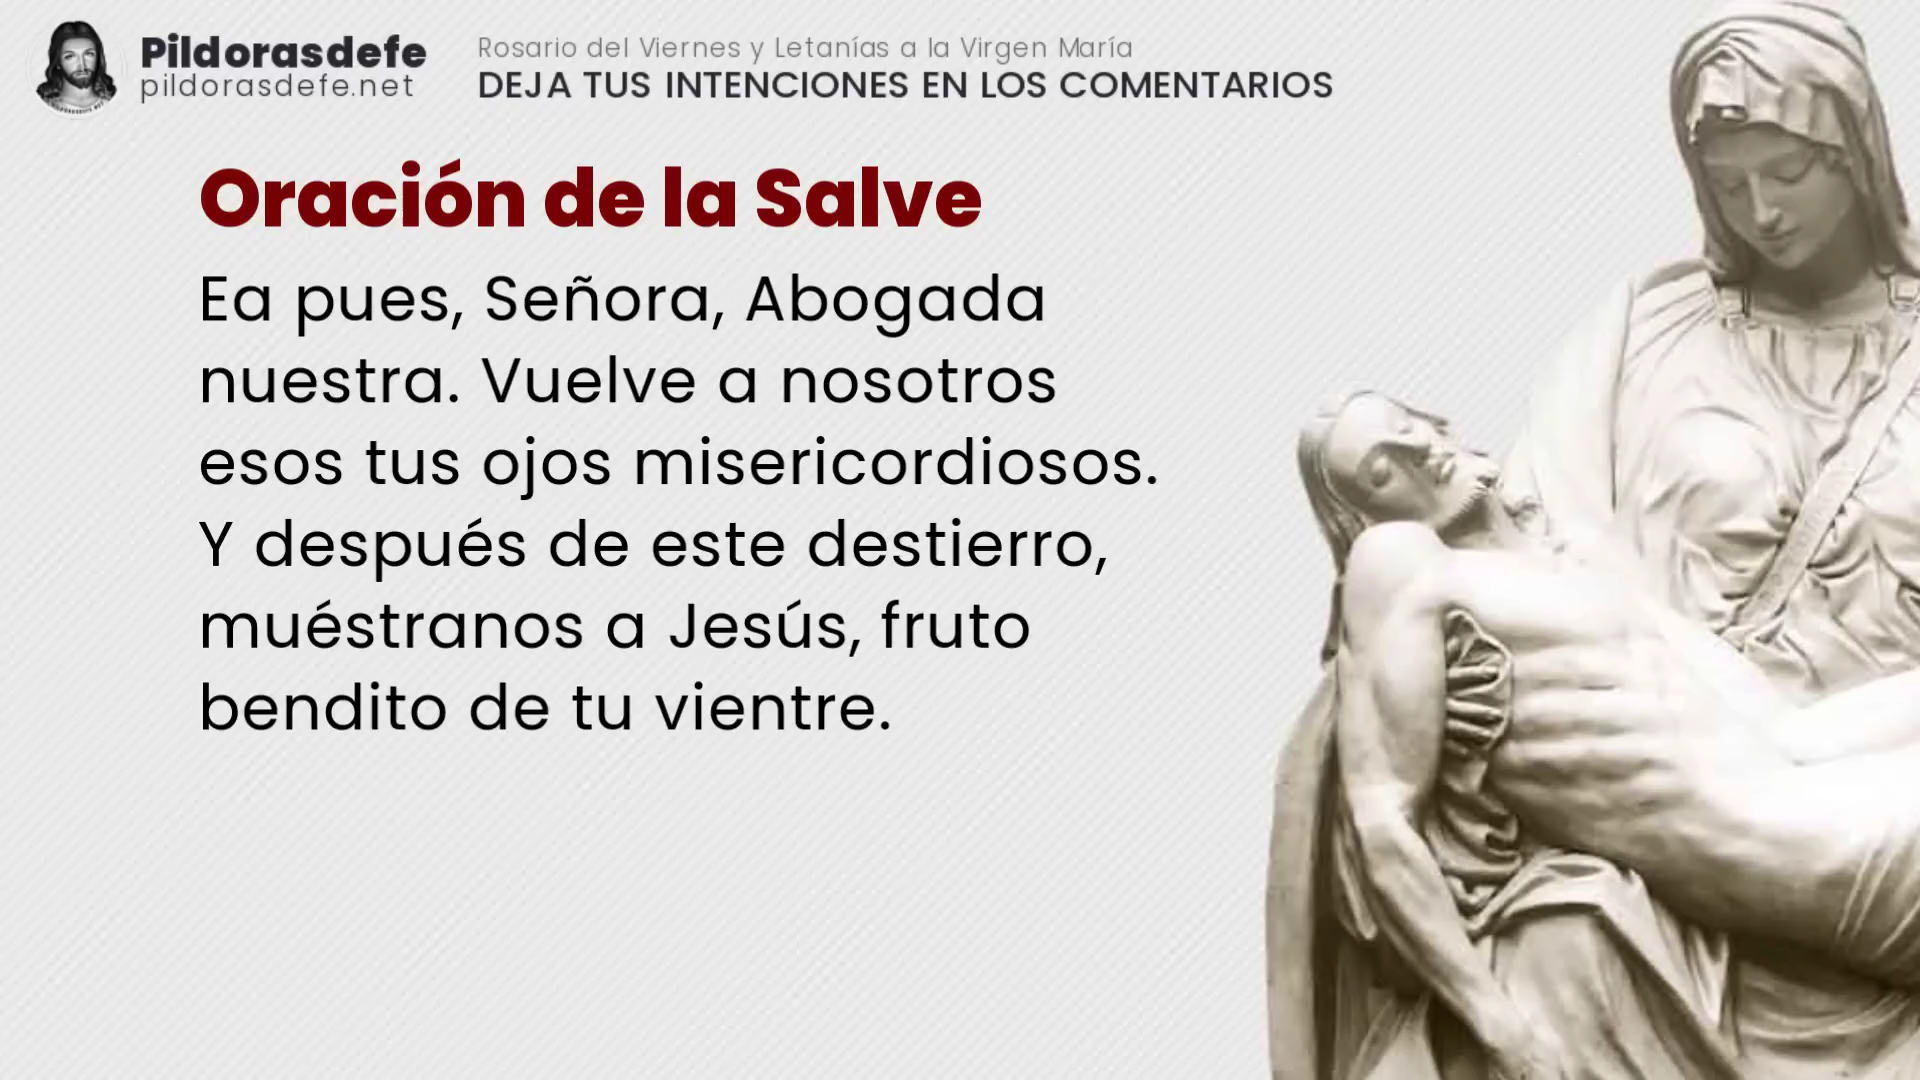 Pildorasdefe
pildorasdefe.net
Rosario del Viernes y Letanías a la Virgen María
DEJA TUS INTENCIONES EN LOS COMENTARIOS
Oración de la Salve
Ea pues, Señora, Abogada
nuestra. Vuelve a nosotros
esos tus ojos misericordiosos.
Y después de este destierro,
muéstranos a Jesús, fruto
bendito de tu vientre.